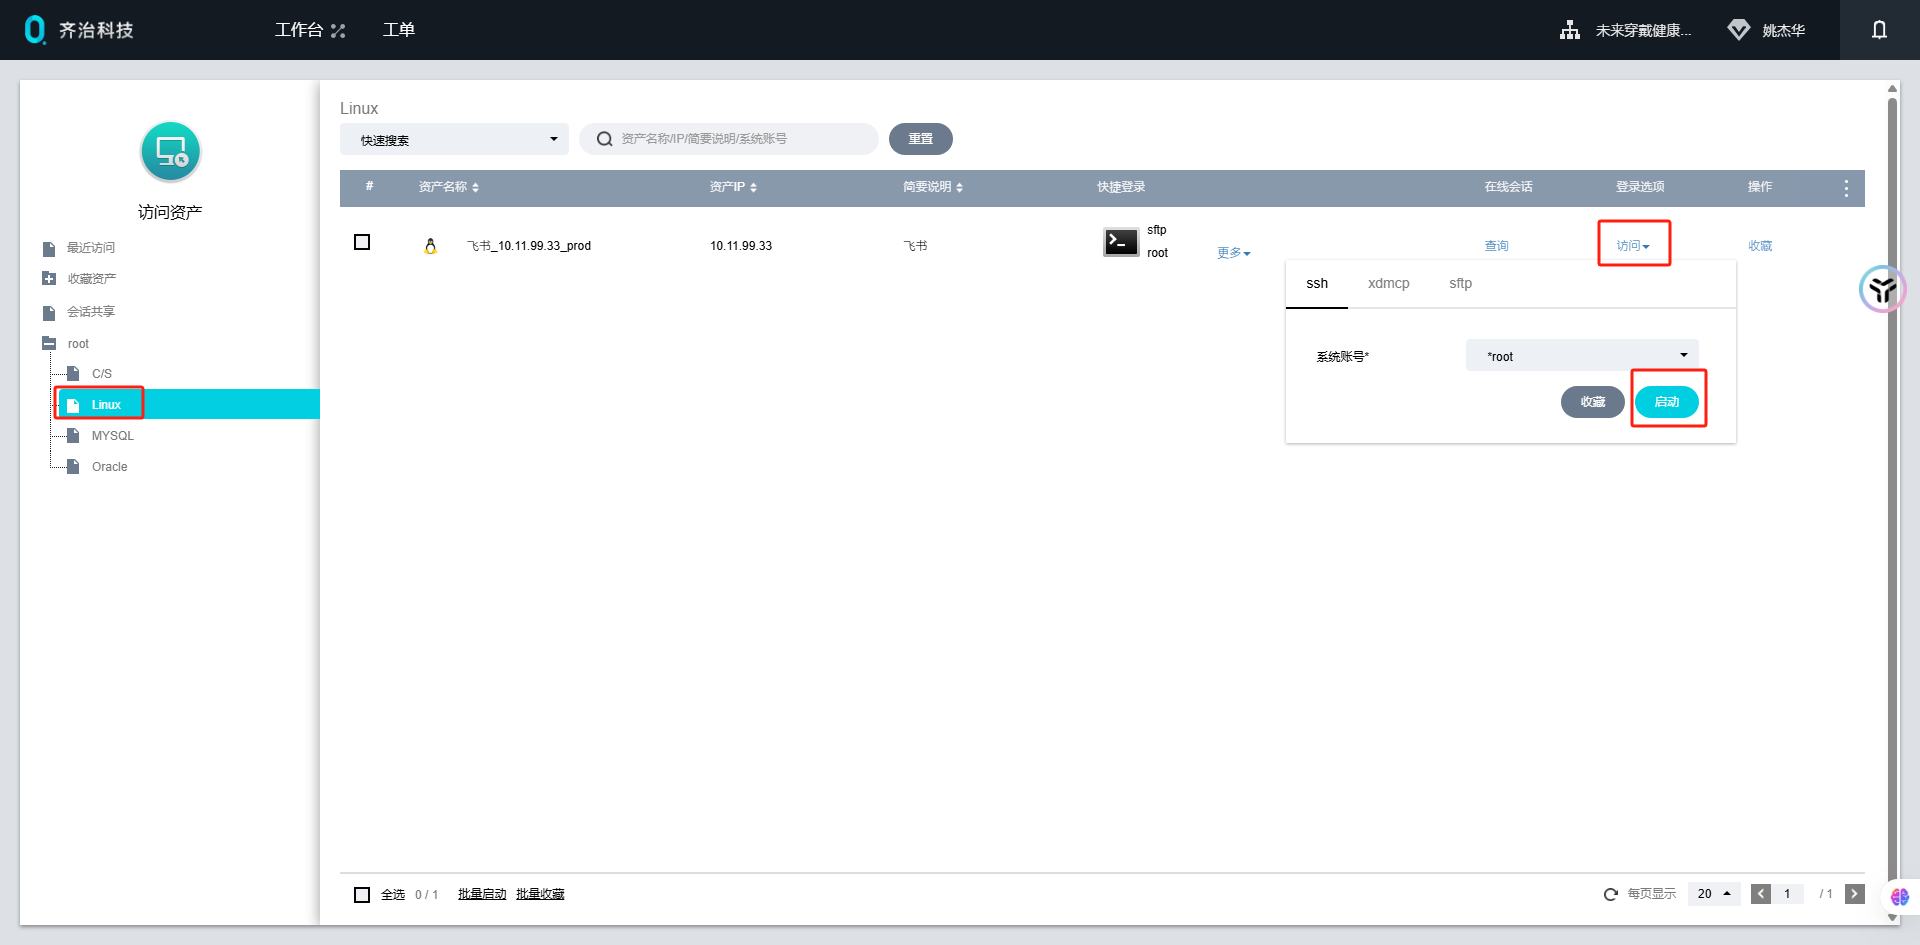 齐治科技
工作台
工单
未来穿戴健康...
姚杰华
访问资产
最近访问
收藏资产
会话共享
root
C/S
Linux
MYSQL
Oracle
Linux
快速搜索
资产名称/IP/简要说明/系统账号
重置
# 资产名称 资产IP 简要说明 快捷登录 在线会话 登录选项 操作
飞书_10.11.99.33_prod 10.11.99.33 飞书 sftp root 更多 查询 访问 收藏
ssh xdmcp sftp
系统账号* *root
收藏 启动
全选 0 / 1 批量启动 批量收藏 每页显示 20 1 / 1